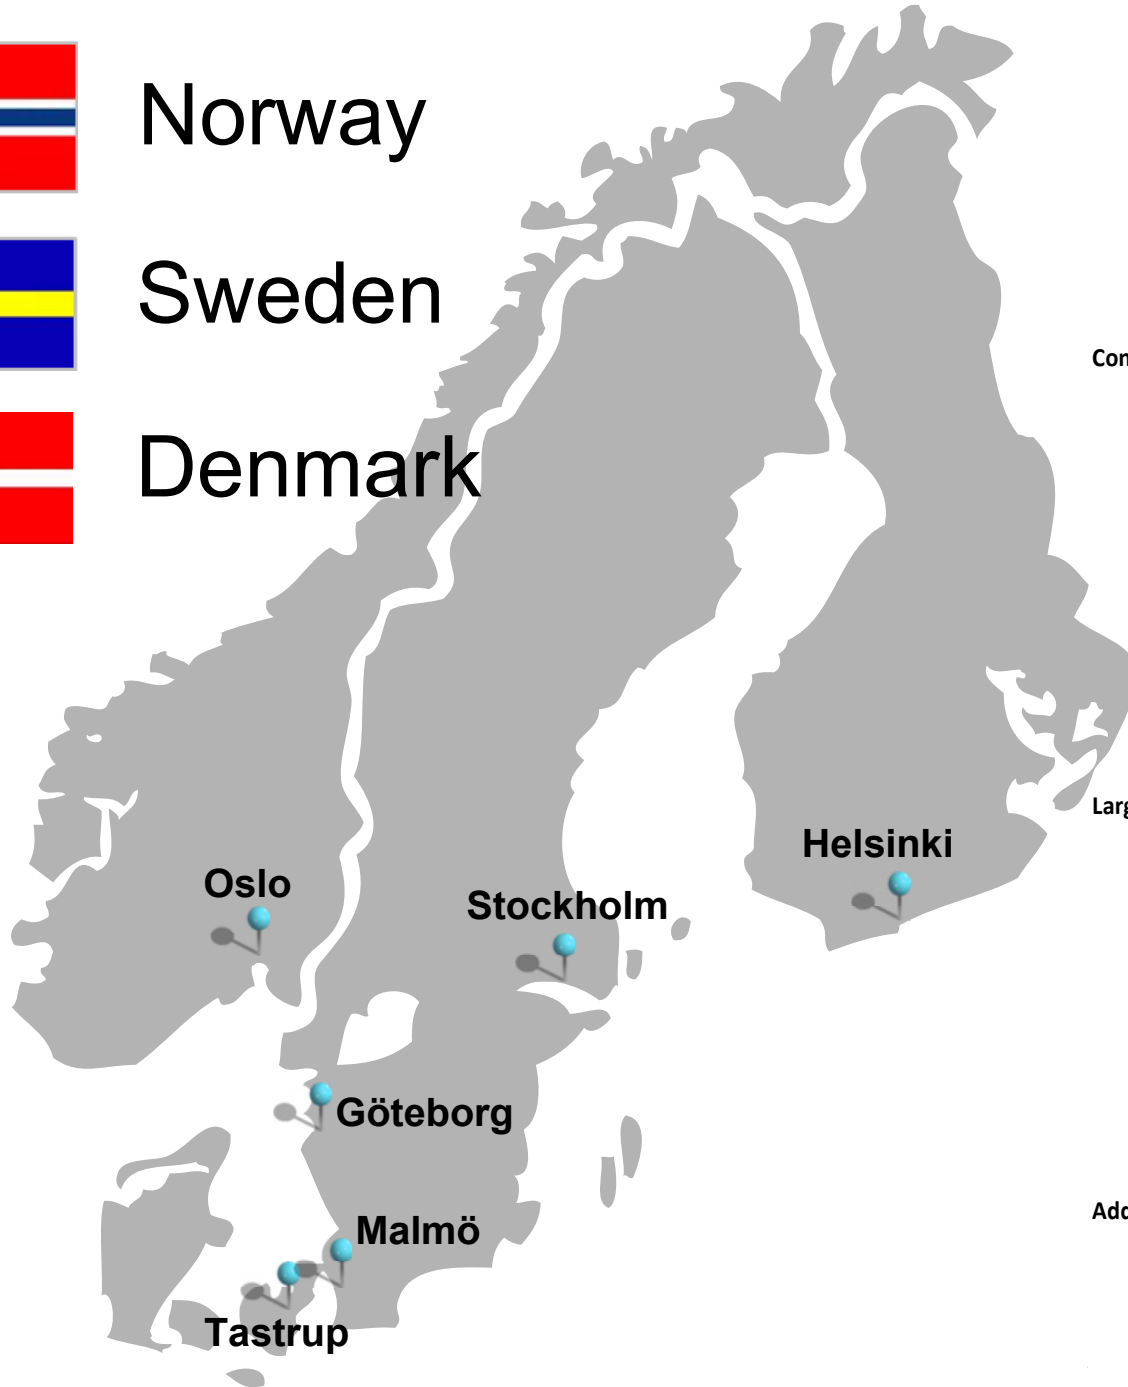 Norway
Sweden
Denmark
Oslo
Stockholm
Helsinki
Göteborg
Malmö
Tastrup